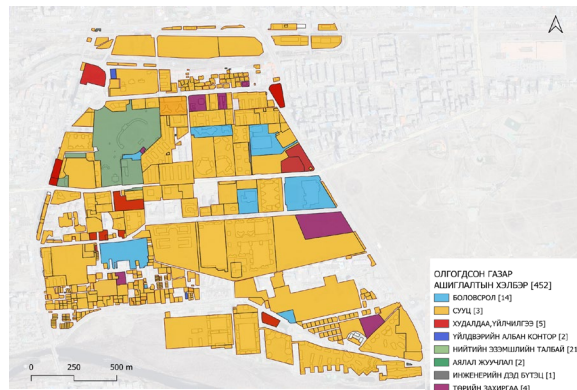 ОЛГОГДСОН ГАЗАР
АШИГЛАЛТЫН ХЭЛБЭР [452]
БОЛОВСРОЛ [14]
СУУЦ [3]
ХУДАЛДАА,ҮЙЛЧИЛГЭЭ [5]
ҮЙЛДВЭРИЙН АЛБАН КОНТОР [2]
НИЙТИЙН ЭЗЭМШЛИЙН ТАЛБАЙ [21
АЯЛАЛ ЖУУЧЛАЛ [2]
ИНЖЕНЕРИЙН ДЭД БҮТЭЦ [1]
ТӨРИЙН ЗАХИРГАА [4]
0 250 500 m